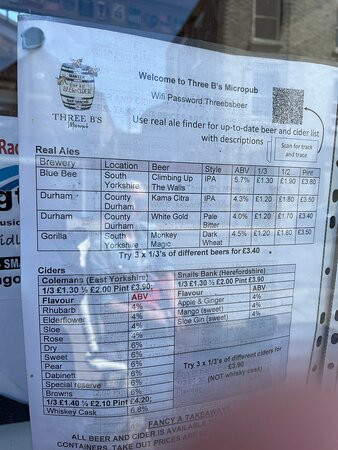 THREE B'S
Micropub
Welcome to Three B's Micropub
Wifi Password:Threebsbeer
Use real ale finder for up-to-date beer and cider list
with descriptions
Scan for track
and trace
Real Ales
Brewery Location Beer Style ABV 1/3 1/2 Pint
Blue Bee South Yorkshire Climbing Up The Walls IPA 5.7% £1.30 £1.90 £3.80
Durham County Durham Kama Citra IPA 4.3% £1.20 £1.80 £3.50
Durham County Durham White Gold Pale Bitter 4.0% £1.20 £1.70 £3.40
Gorilla South Yorkshire Monkey Magic Dark Wheat 4.5% £1.20 £1.80 £3.50
Try 3 x 1/3's of different beers for £3.40
Ciders
Colemans (East Yorkshire)
1/3 £1.30 ½ £2.00 Pint £3.90;
Flavour ABV
Rhubarb 4%
Elderflower 4%
Sloe 4%
Rose 4%
Dry 6%
Sweet 6%
Pear 6%
Dabinett 6%
Special reserve 6%
Browns 6%
1/3 £1.40 ½ £2.10 Pint £4.20;
Whiskey Cask 6.8%
Snails Bank (Herefordshire)
1/3 £1.30 ½ £2.00 Pint £3.90
Flavour ABV
Apple & Ginger 4%
Mango (sweet) 4%
Sloe Gin (sweet) 4%
Try 3 x 1/3's of different ciders for
£3.90
(NOT whisky cask)
FANCY A TAKEAWAY
ALL BEER AND CIDER IS AVAILABLE
CONTAINERS. TAKE OUT PRICES ARE